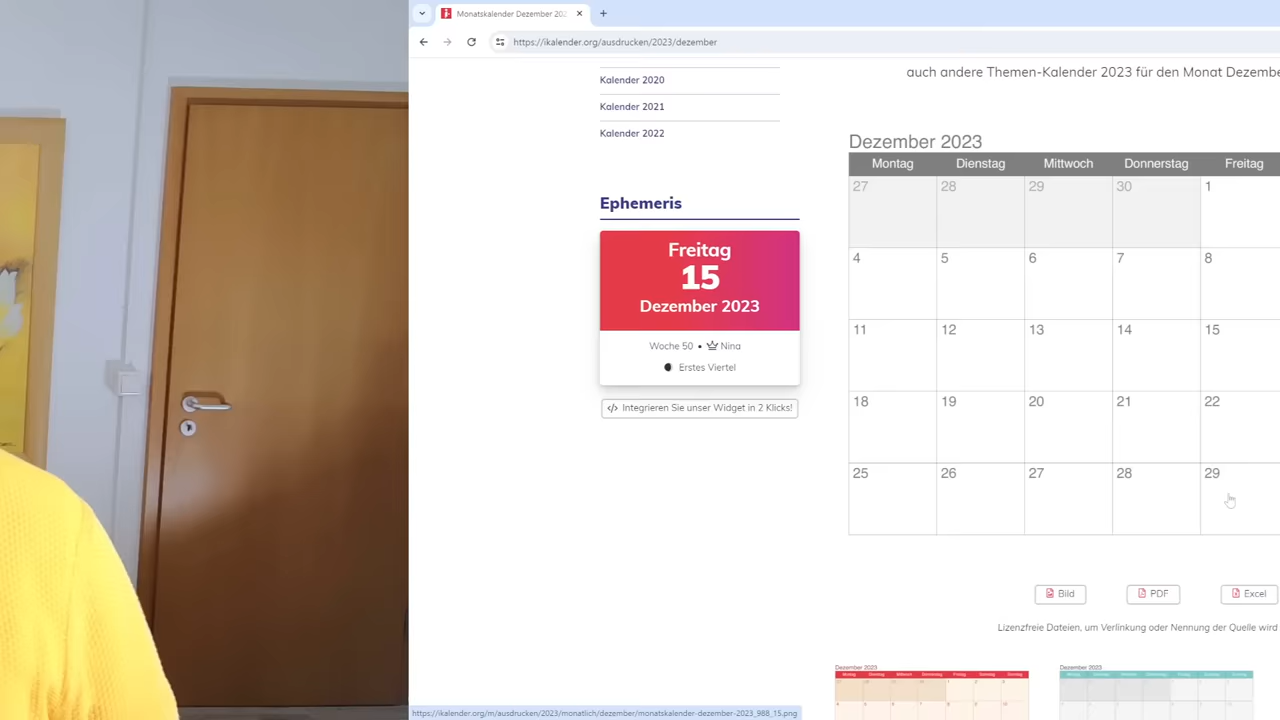 Monatskalender Dezember 202
https://ikalender.org/ausdrucken/2023/dezember
Kalender 2020
Kalender 2021
Kalender 2022
Ephemeris
Freitag
15
Dezember 2023
Woche 50 • Nina
Erstes Viertel
</> Integrieren Sie unser Widget in 2 Klicks!
auch andere Themen-Kalender 2023 für den Monat Dezembe
Dezember 2023
Montag Dienstag Mittwoch Donnerstag Freitag
27 28 29 30 1
4 5 6 7 8
11 12 13 14 15
18 19 20 21 22
25 26 27 28 29
Bild PDF Excel
Lizenzfreie Dateien, um Verlinkung oder Nennung der Quelle wird
Dezember 2023 Dezember 2023
https://ikalender.org/m/ausdrucken/2023/monatlich/dezember/monatskalender-dezember-2023_988_15.png